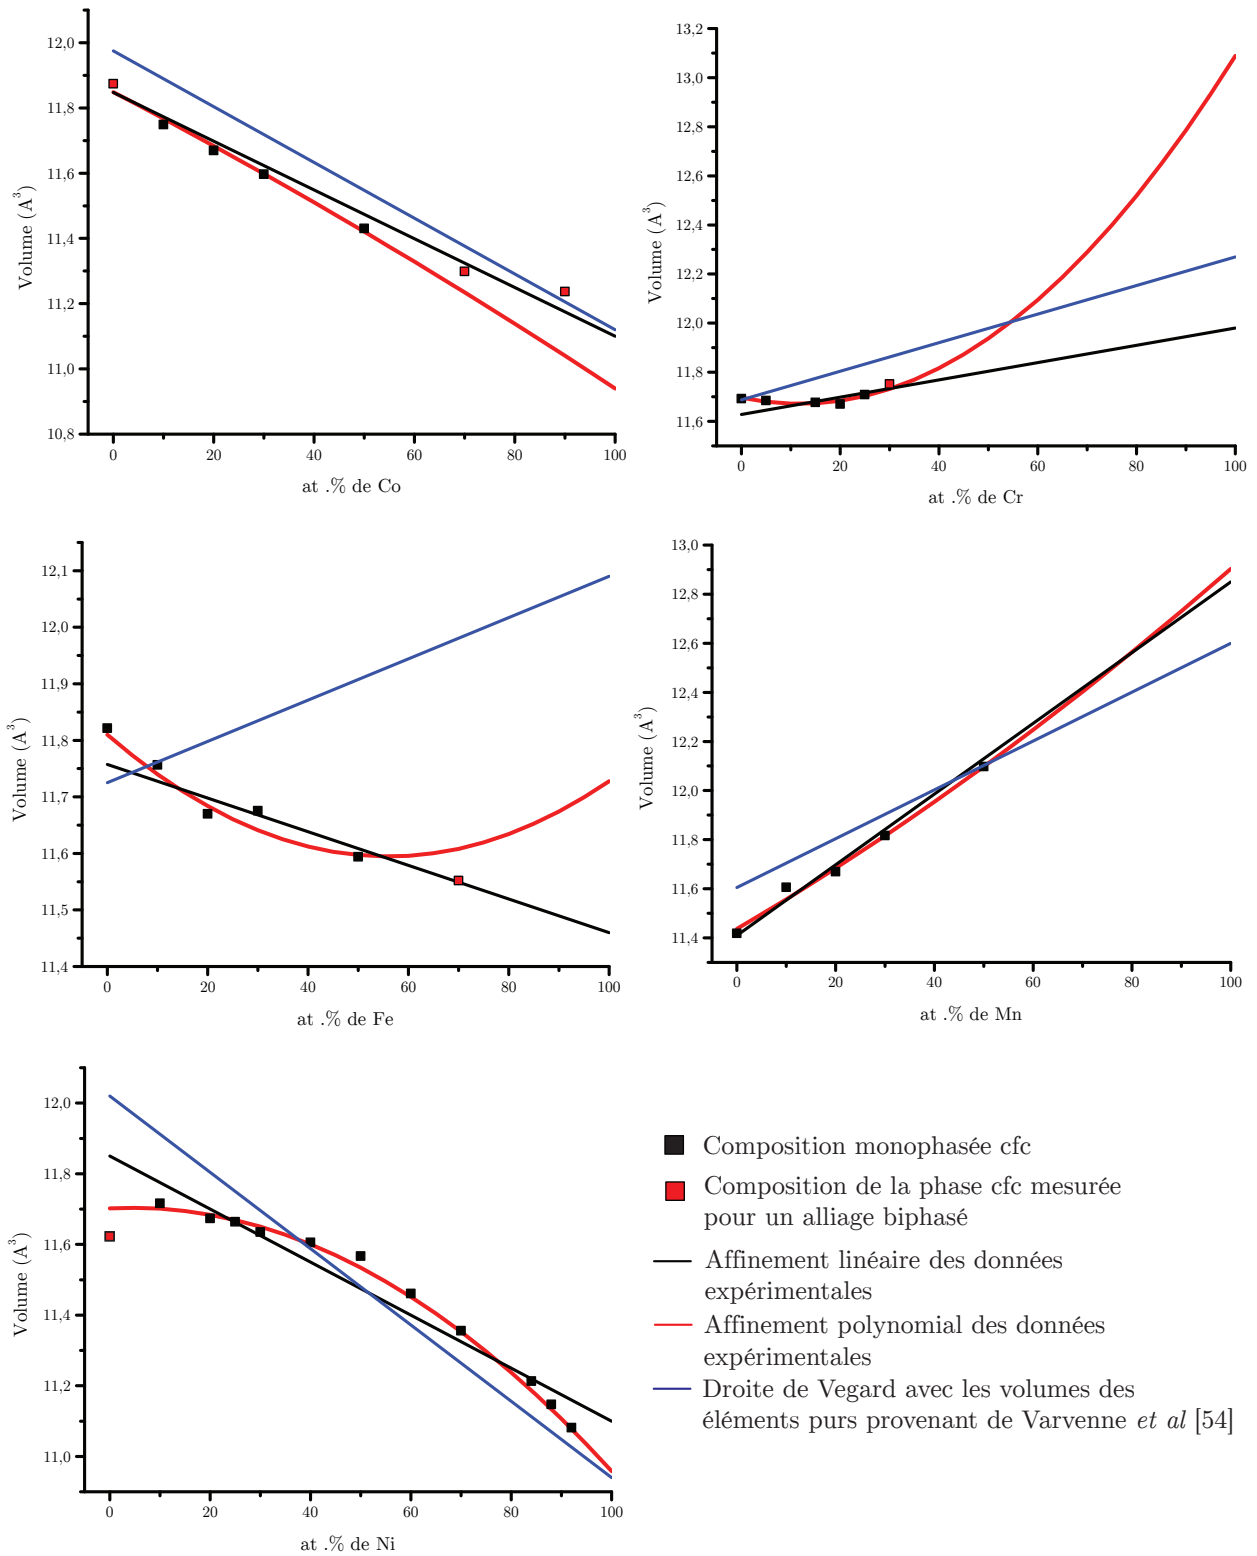 12,0
11,8
11,6
11,4
11,2
11,0
10,8
Volume (A³)
0 20 40 60 80 100
at .% de Co
13,2
13,0
12,8
12,6
12,4
12,2
12,0
11,8
11,6
Volume (A³)
0 20 40 60 80 100
at .% de Cr
12,1
12,0
11,9
11,8
11,7
11,6
11,5
11,4
Volume (A³)
0 20 40 60 80 100
at .% de Fe
13,0
12,8
12,6
12,4
12,2
12,0
11,8
11,6
11,4
Volume (A³)
0 20 40 60 80 100
at .% de Mn
12,0
11,8
11,6
11,4
11,2
11,0
Volume (A³)
0 20 40 60 80 100
at .% de Ni
Composition monophasée cfc
Composition de la phase cfc mesurée
pour un alliage biphasé
Affinement linéaire des données
expérimentales
Affinement polynomial des données
expérimentales
Droite de Vegard avec les volumes des
éléments purs provenant de Varvenne et al [54]